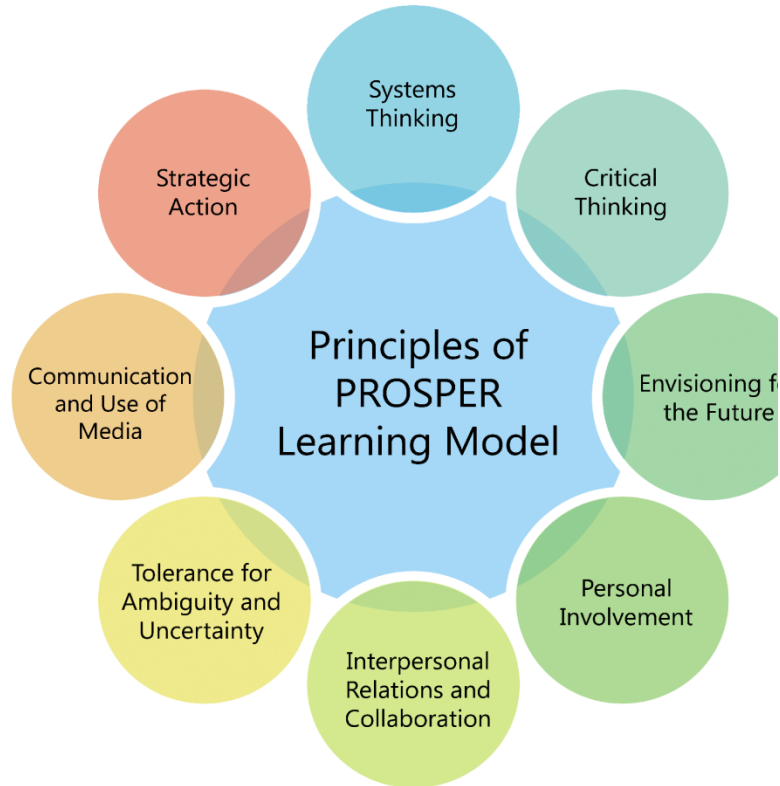 Systems
Thinking
Strategic
Action
Critical
Thinking
Principles of
PROSPER
Learning Model
Communication
and Use of
Media
Envisioning fo
the Future
Tolerance for
Ambiguity and
Uncertainty
Personal
Involvement
Interpersonal
Relations and
Collaboration